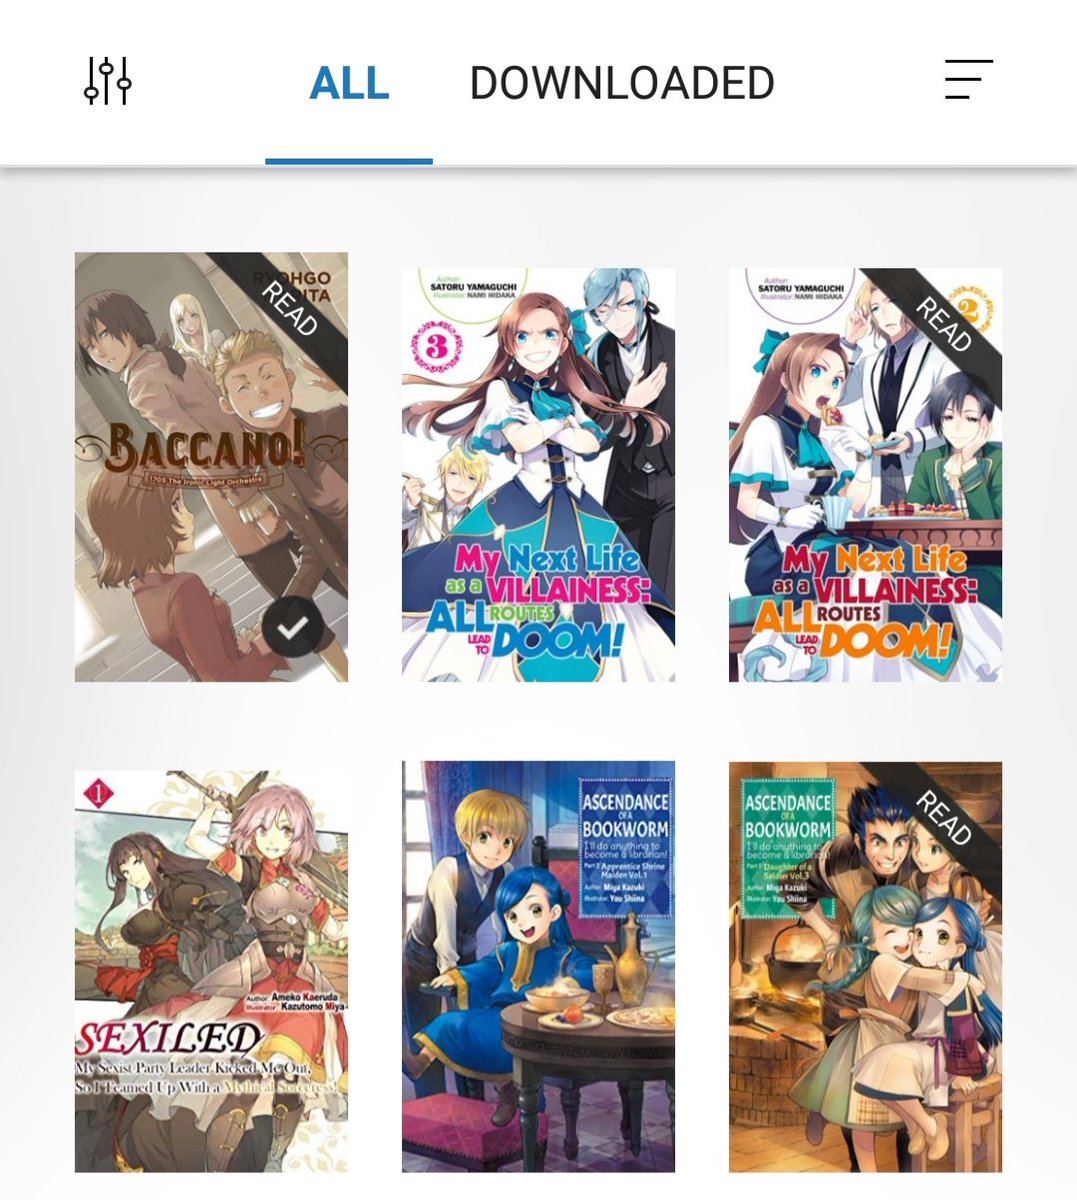 ALL
DOWNLOADED
RYOHGO
READ
BACCANO!
1705 The Ironic Light Orchestra
Author:
SATORU YAMAGUCHI
Illustrator: NAMI HIDAKA
3
My Next Life
as a VILLAINESS:
ALL ROUTES
LEAD TO DOOM!
Author:
SATORU YAMAGUCHI
Illustrator: NAMI HIDAKA
READ
2
My Next Life
as a VILLAINESS:
ALL ROUTES
LEAD TO DOOM!
1
Author: Ameko Kaeruda
Illustrator: Kazutomo Miya
SEXILED
My Sexist Party Leader Kicked Me Out,
So I Teamed Up With a Mythical Sorceress!
ASCENDANCE
OF A
BOOKWORM
I'll do anything to
become a librarian!
Part 2 Apprentice Shrine
Maiden Vol.1
Author: Miya Kazuki
Illustrator: You Shiina
READ
ASCENDANCE
OF A
BOOKWORM
I'll do anything to
become a librarian!
Part 1 Daughter of a
Soldier Vol.3
Author: Miya Kazuki
Illustrator: You Shiina